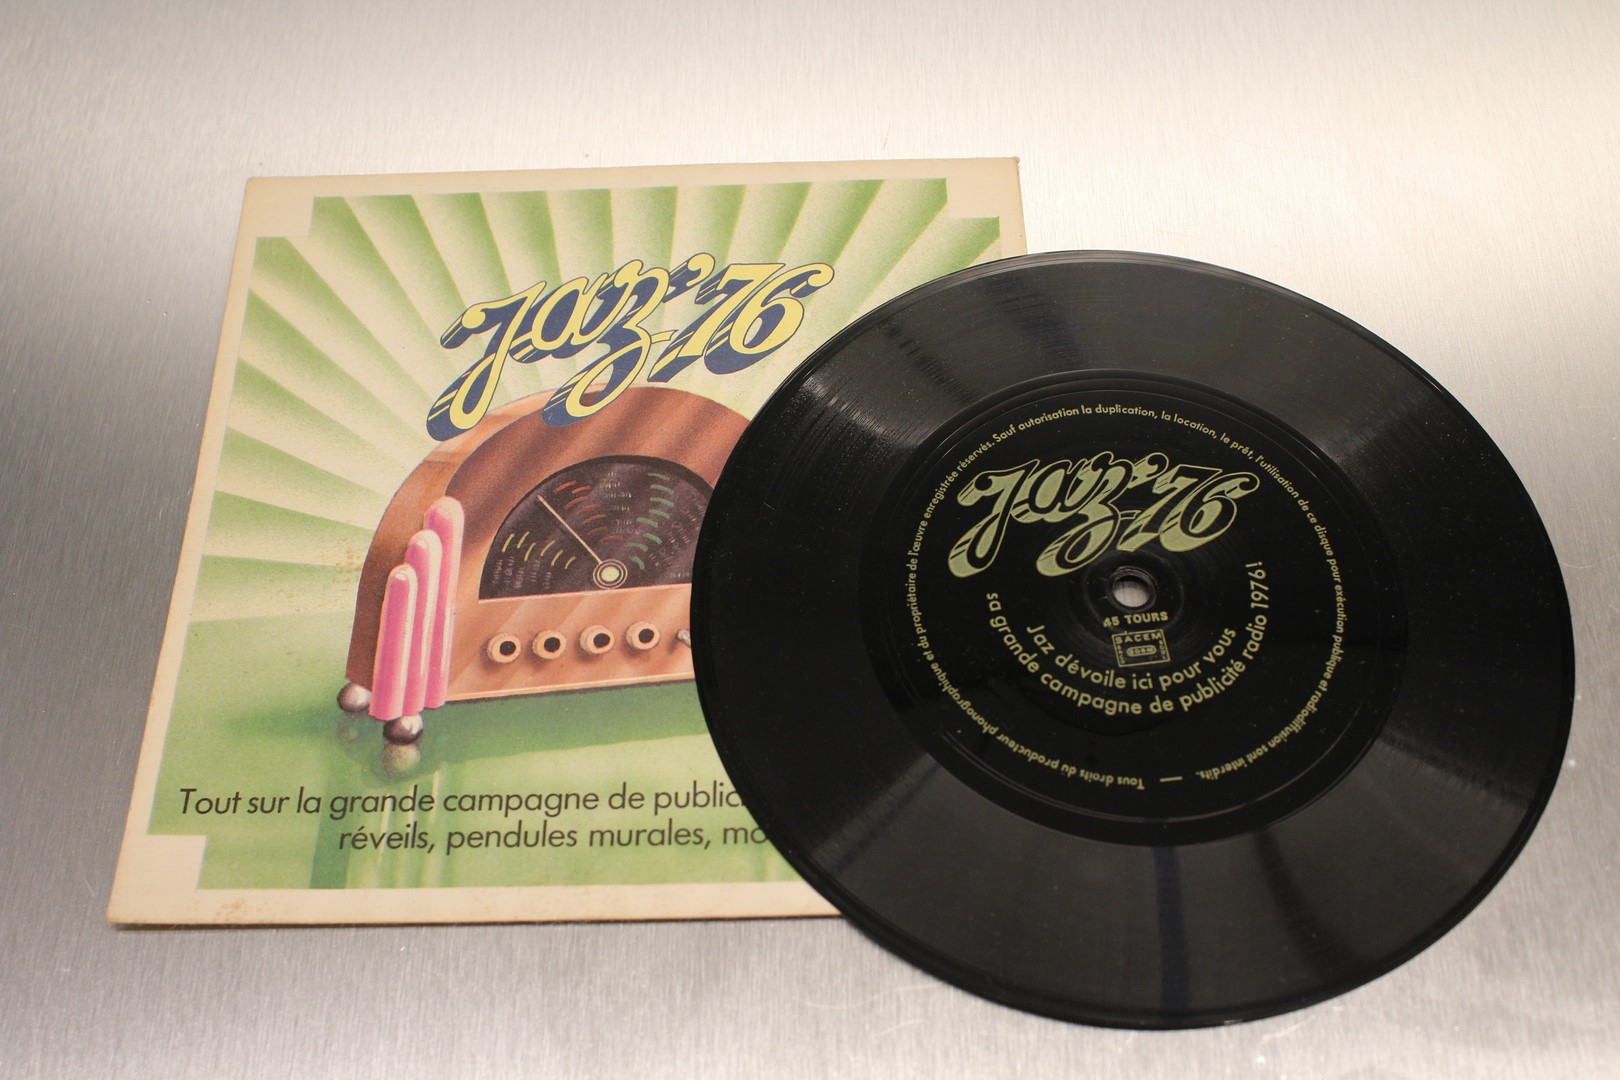 Jaz'76
Tout sur la grande campagne de public
réveils, pendules murales, mo
Jaz'76
45 TOURS
SACEM
SDRM
Jaz dévoile ici pour vous
sa grande campagne de publicité radio 1976!
Tous droits du producteur phonographique et du propriétaire de l'œuvre enregistrée réservés. Sauf autorisation la duplication, la location, le prêt, l'utilisation de ce disque pour exécution publique et radiodiffusion sont interdits. —